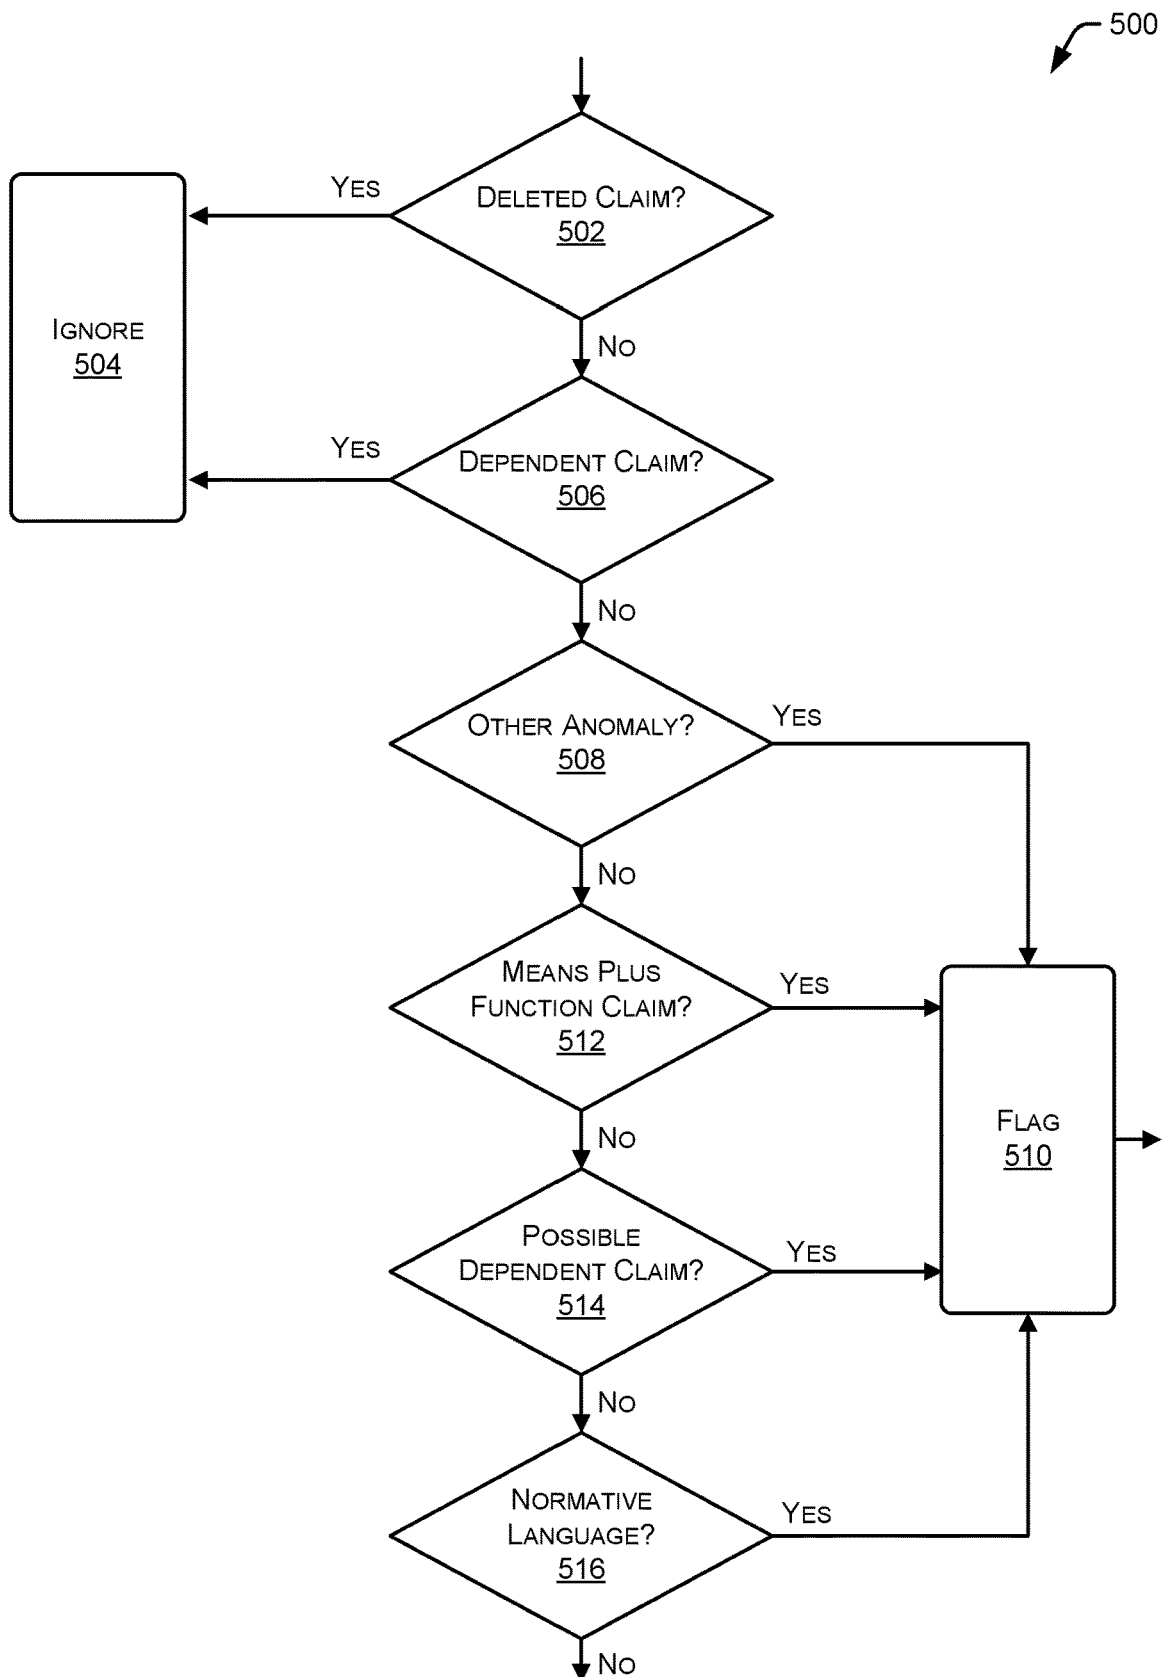 500
DELETED CLAIM?
502
YES
NO
IGNORE
504
DEPENDENT CLAIM?
506
YES
NO
OTHER ANOMALY?
508
YES
NO
MEANS PLUS
FUNCTION CLAIM?
512
YES
NO
FLAG
510
POSSIBLE
DEPENDENT CLAIM?
514
YES
NO
NORMATIVE
LANGUAGE?
516
YES
NO